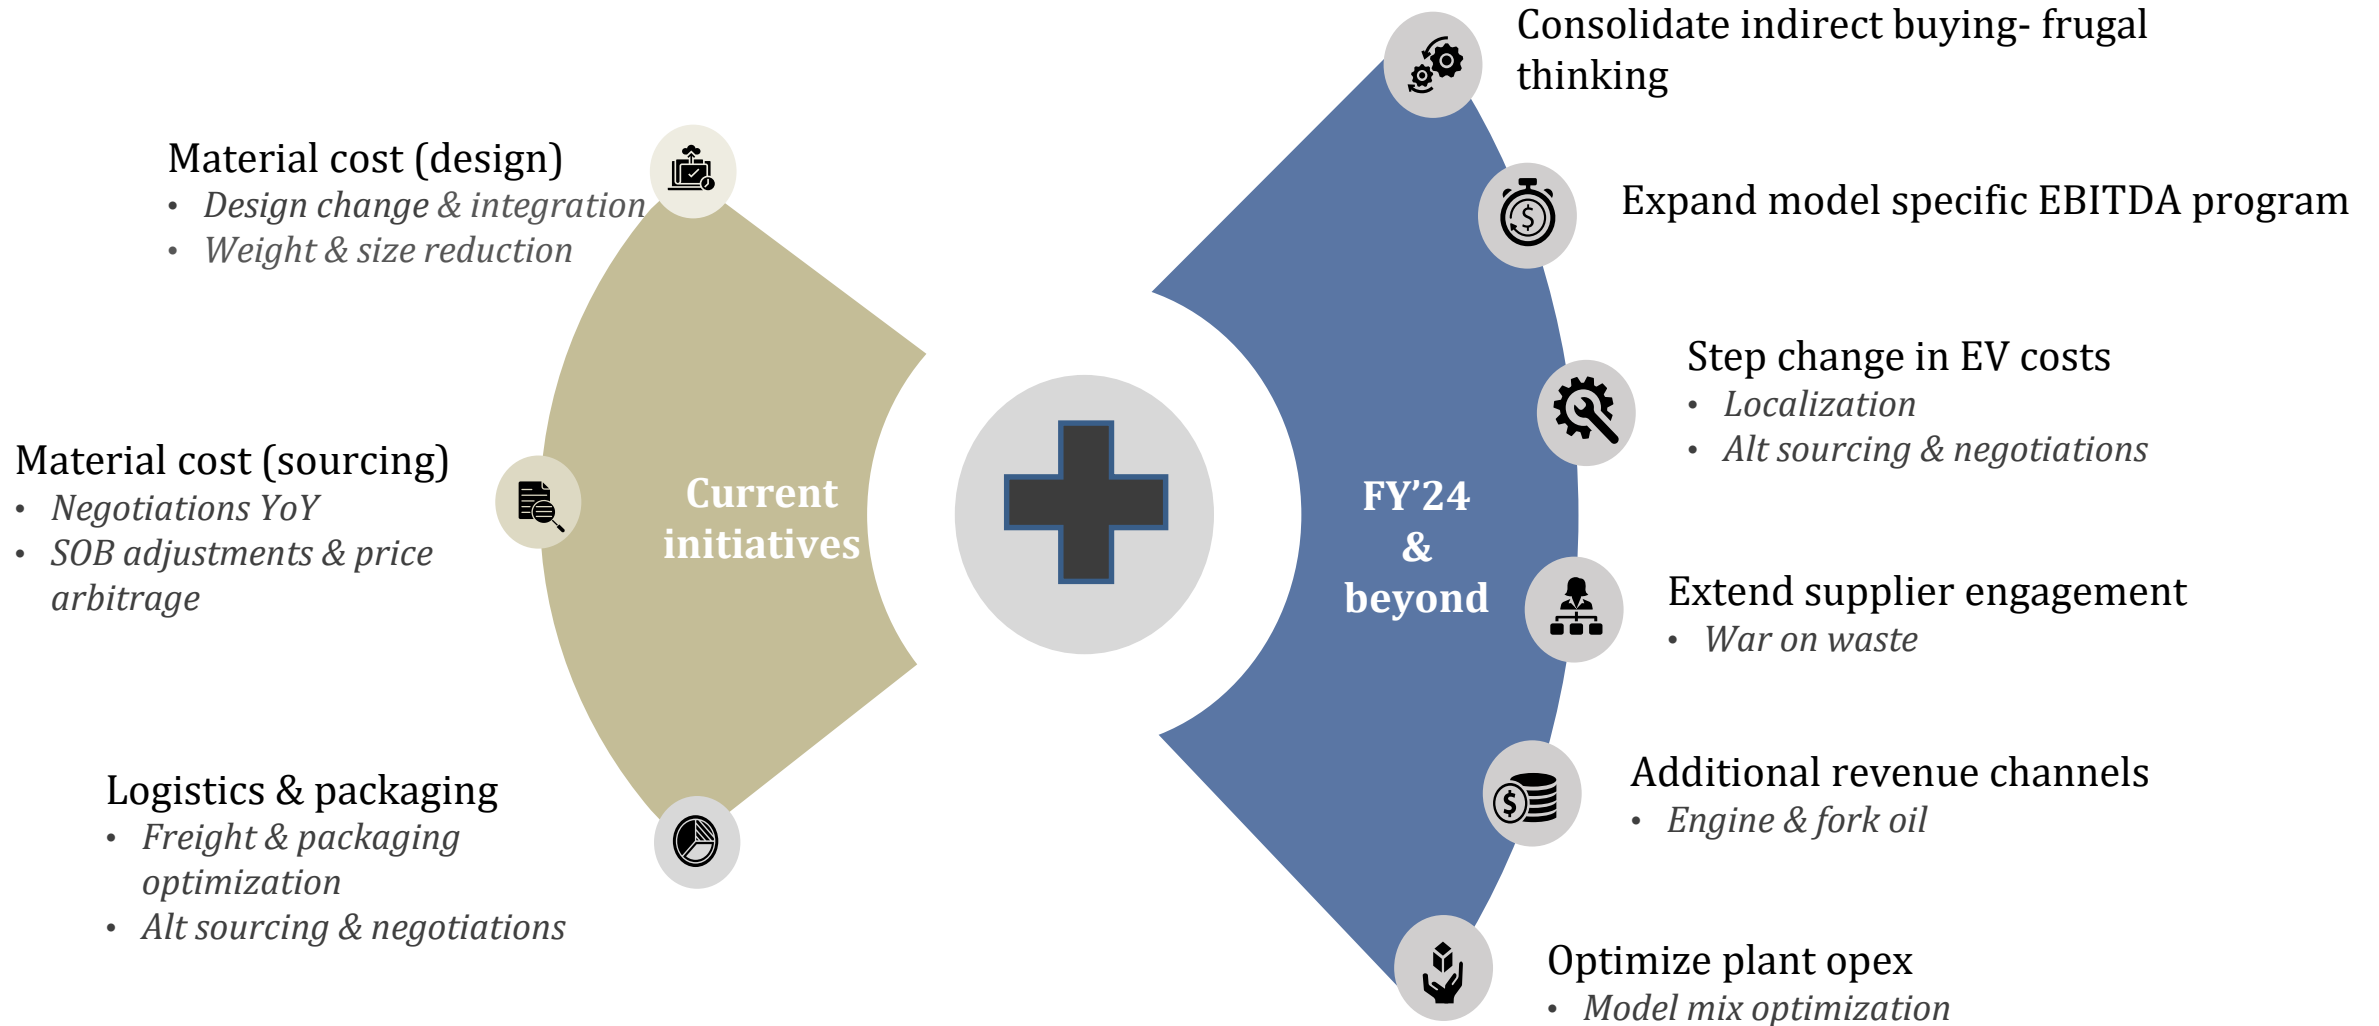 Material cost (design)
• Design change & integration
• Weight & size reduction
Material cost (sourcing)
• Negotiations YoY
• SOB adjustments & price
arbitrage
Logistics & packaging
• Freight & packaging
optimization
• Alt sourcing & negotiations
Current
initiatives
FY’24
&
beyond
Consolidate indirect buying- frugal
thinking
Expand model specific EBITDA program
Step change in EV costs
• Localization
• Alt sourcing & negotiations
Extend supplier engagement
• War on waste
Additional revenue channels
• Engine & fork oil
Optimize plant opex
• Model mix optimization